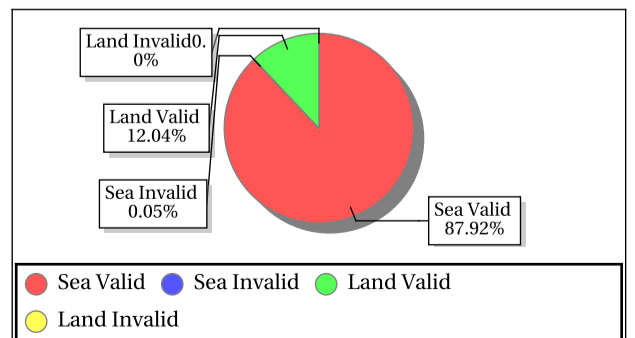 Land Invalid0.
0%
Land Valid
12.04%
Sea Invalid
0.05%
Sea Valid
87.92%
Sea Valid Sea Invalid Land Valid
Land Invalid